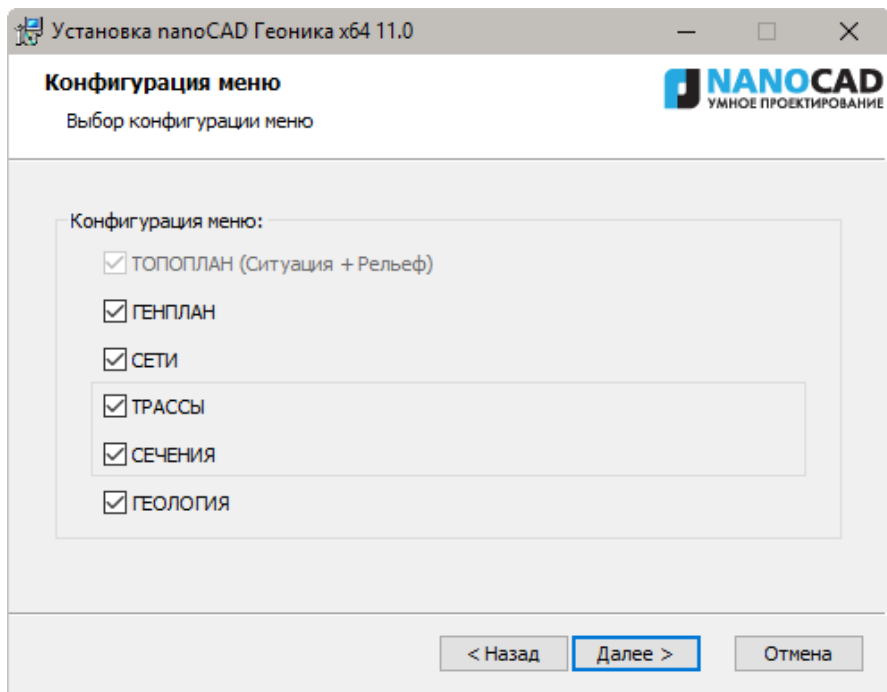 Установка nanoCAD Геоника x64 11.0
Конфигурация меню
Выбор конфигурации меню
NANOCAD
УМНОЕ ПРОЕКТИРОВАНИЕ
Конфигурация меню:
ТОПОПЛАН (Ситуация + Рельеф)
ГЕНПЛАН
СЕТИ
ТРАССЫ
СЕЧЕНИЯ
ГЕОЛОГИЯ
< Назад Далее > Отмена